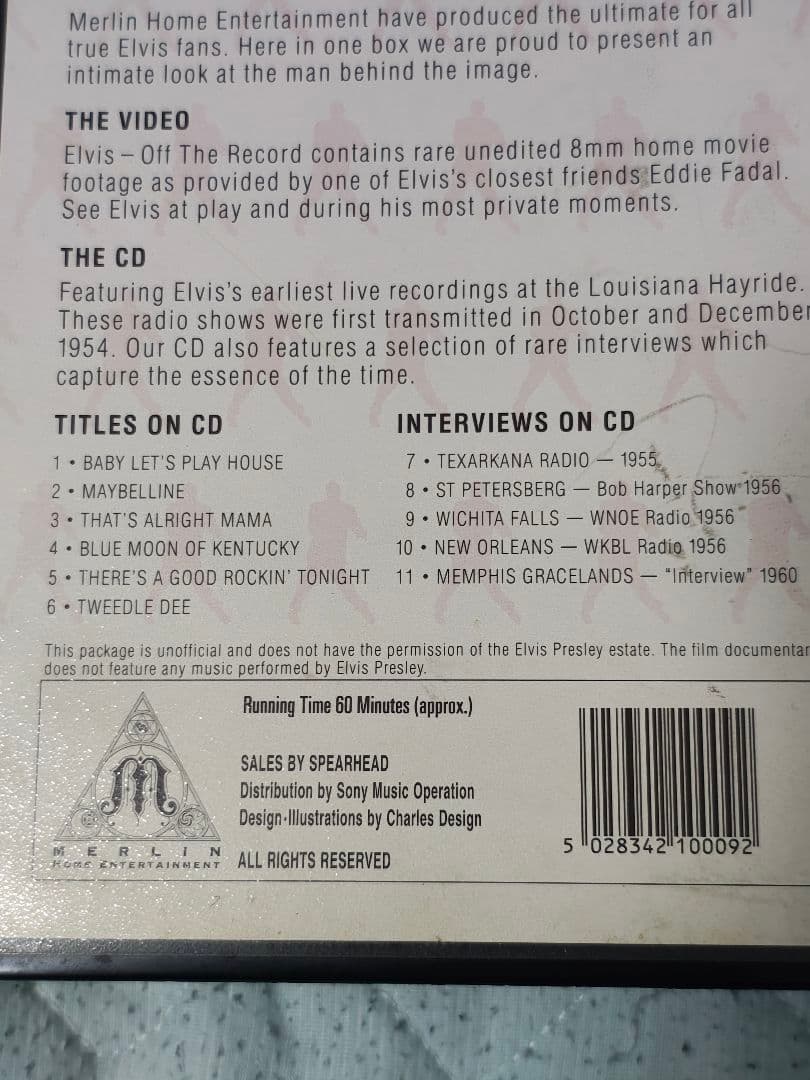 Merlin Home Entertainment have produced the ultimate for all
true Elvis fans. Here in one box we are proud to present an
intimate look at the man behind the image.
THE VIDEO
Elvis – Off The Record contains rare unedited 8mm home movie
footage as provided by one of Elvis's closest friends Eddie Fadal.
See Elvis at play and during his most private moments.
THE CD
Featuring Elvis's earliest live recordings at the Louisiana Hayride.
These radio shows were first transmitted in October and December
1954. Our CD also features a selection of rare interviews which
capture the essence of the time.
TITLES ON CD
1 • BABY LET'S PLAY HOUSE
2 • MAYBELLINE
3 • THAT'S ALRIGHT MAMA
4 • BLUE MOON OF KENTUCKY
5 • THERE'S A GOOD ROCKIN' TONIGHT
6 • TWEEDLE DEE
INTERVIEWS ON CD
7 • TEXARKANA RADIO — 1955
8 • ST PETERSBERG — Bob Harper Show 1956
9 • WICHITA FALLS — WNOE Radio 1956
10 • NEW ORLEANS — WKBL Radio 1956
11 • MEMPHIS GRACELANDS — "Interview" 1960
This package is unofficial and does not have the permission of the Elvis Presley estate. The film documentar
does not feature any music performed by Elvis Presley.
M
MERLIN
HOME ENTERTAINMENT
Running Time 60 Minutes (approx.)
SALES BY SPEARHEAD
Distribution by Sony Music Operation
Design·Illustrations by Charles Design
ALL RIGHTS RESERVED
5 028342 100092